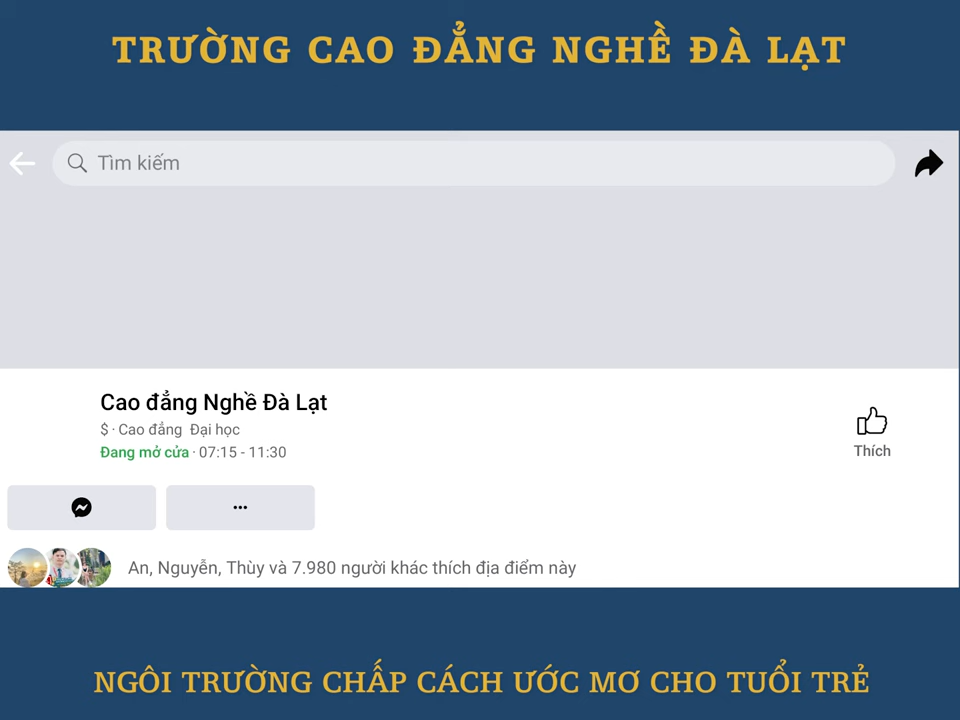 TRƯỜNG CAO ĐẲNG NGHỀ ĐÀ LẠT
Tìm kiếm
Cao đẳng Nghề Đà Lạt
$ · Cao đẳng Đại học
Đang mở cửa · 07:15 - 11:30
Thích
An, Nguyễn, Thùy và 7.980 người khác thích địa điểm này
NGÔI TRƯỜNG CHẤP CÁCH ƯỚC MƠ CHO TUỔI TRẺ